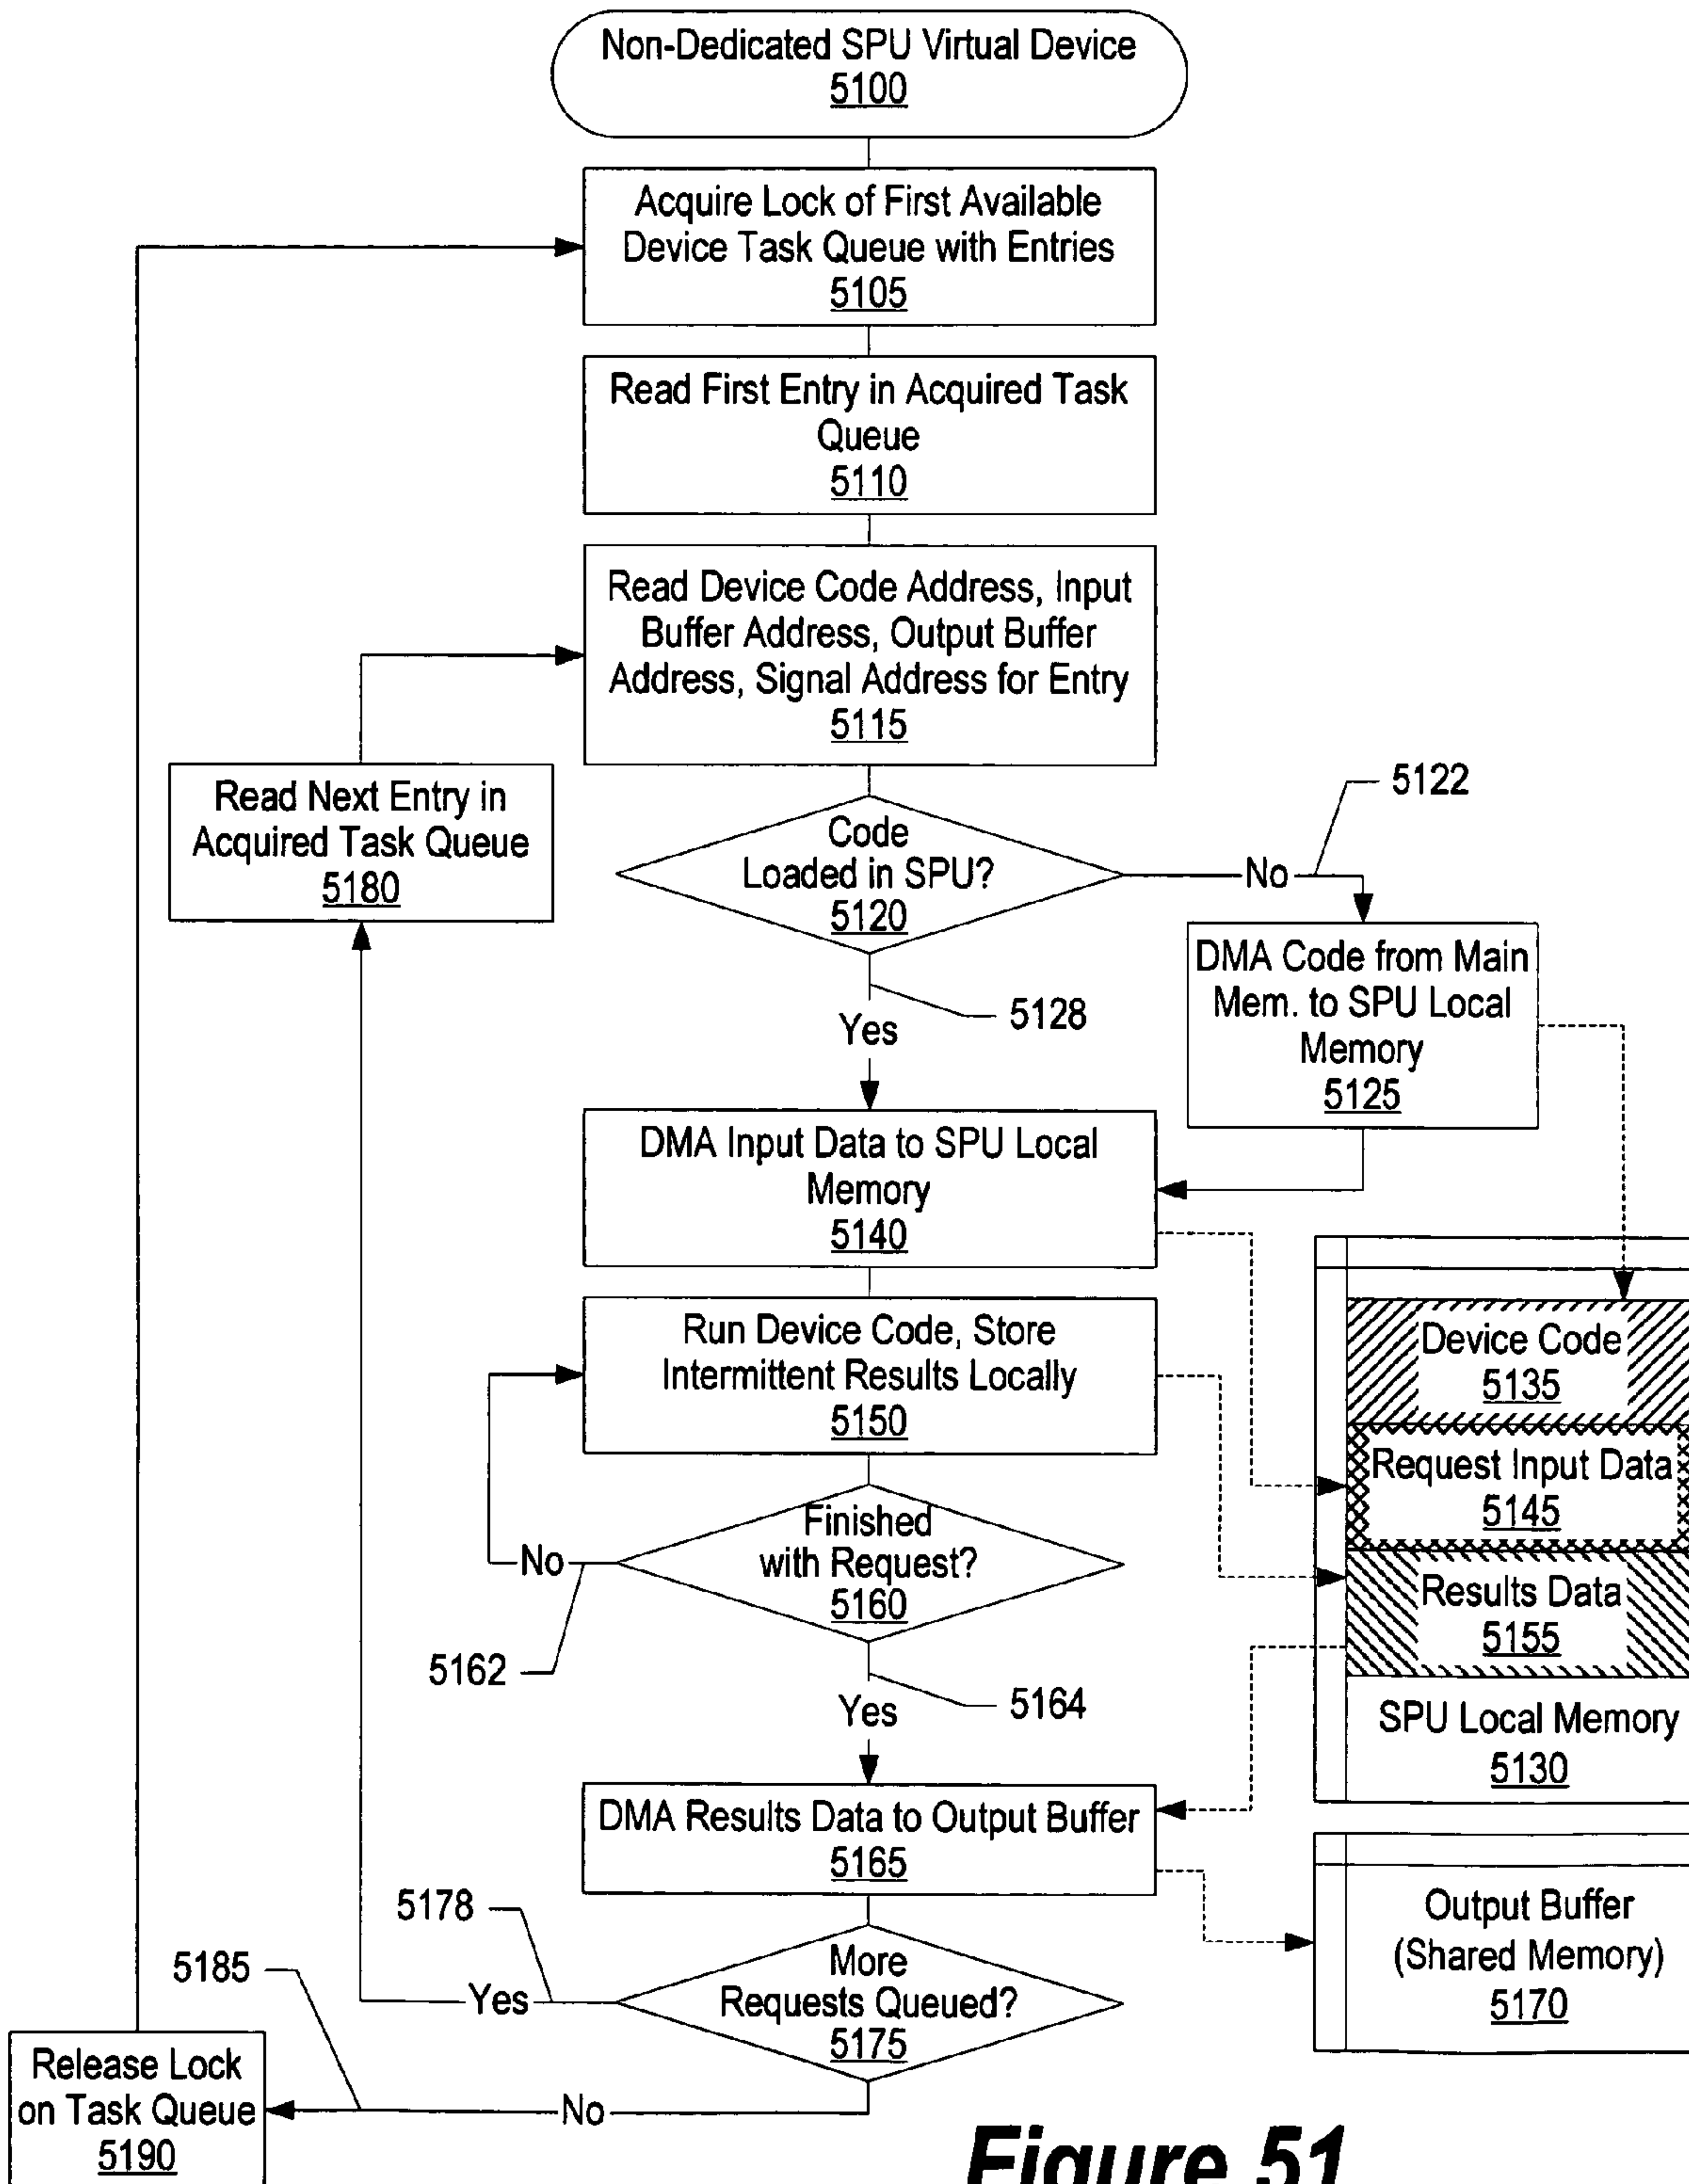 Non-Dedicated SPU Virtual Device
5100
Acquire Lock of First Available
Device Task Queue with Entries
5105
Read First Entry in Acquired Task
Queue
5110
Read Device Code Address, Input
Buffer Address, Output Buffer
Address, Signal Address for Entry
5115
Read Next Entry in
Acquired Task Queue
5180
Code
Loaded in SPU?
5120
No
5122
Yes
5128
DMA Code from Main
Mem. to SPU Local
Memory
5125
DMA Input Data to SPU Local
Memory
5140
Run Device Code, Store
Intermittent Results Locally
5150
Device Code
5135
Request Input Data
5145
Results Data
5155
SPU Local Memory
5130
Finished
with Request?
5160
No
5162
Yes
5164
DMA Results Data to Output Buffer
5165
Output Buffer
(Shared Memory)
5170
More
Requests Queued?
5175
Yes
5178
No
5185
Release Lock
on Task Queue
5190
Figure 51